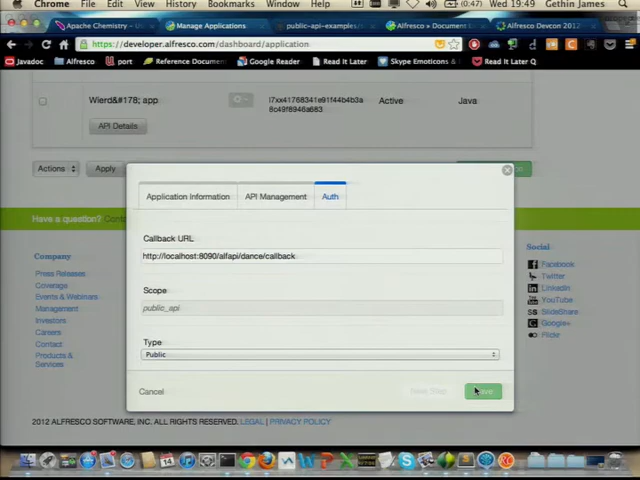 Chrome File Edit View History Bookmarks Window Help (0:47) Wed 19:49 Gethin James
Apache Chemistry - Manage Applications public-api-examples/ Alfresco » Document Alfresco Devcon 2012
https://developer.alfresco.com/dashboard/application
Javadoc Alfresco port Reference Document Google Reader Read It Later Skype Emoticons & Read It Later Q
Wierd&#178; app
l7xx41768341e91f44b4b3a
8c49f8946a683
Active
Java
API Details
Actions
Apply
Application Information API Management Auth
Have a question?
Callback URL
http://localhost:8090/alfapi/dance/callback
Scope
public_api
Type
Public
Cancel
Company
Press Releases
Coverage
Events & Webinars
Management
Investors
Careers
Contact
Products &
Services
Social
Facebook
Twitter
LinkedIn
YouTube
SlideShare
Google+
Flickr
2012 ALFRESCO SOFTWARE, INC. ALL RIGHTS RESERVED. LEGAL | PRIVACY POLICY